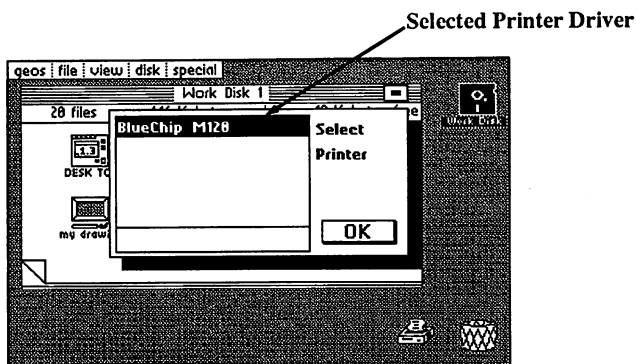 Selected Printer Driver
geos file view disk special
Work Disk 1
20 files
BlueChip M120
Select
Printer
OK
DESK TO
my draw
Work Disk